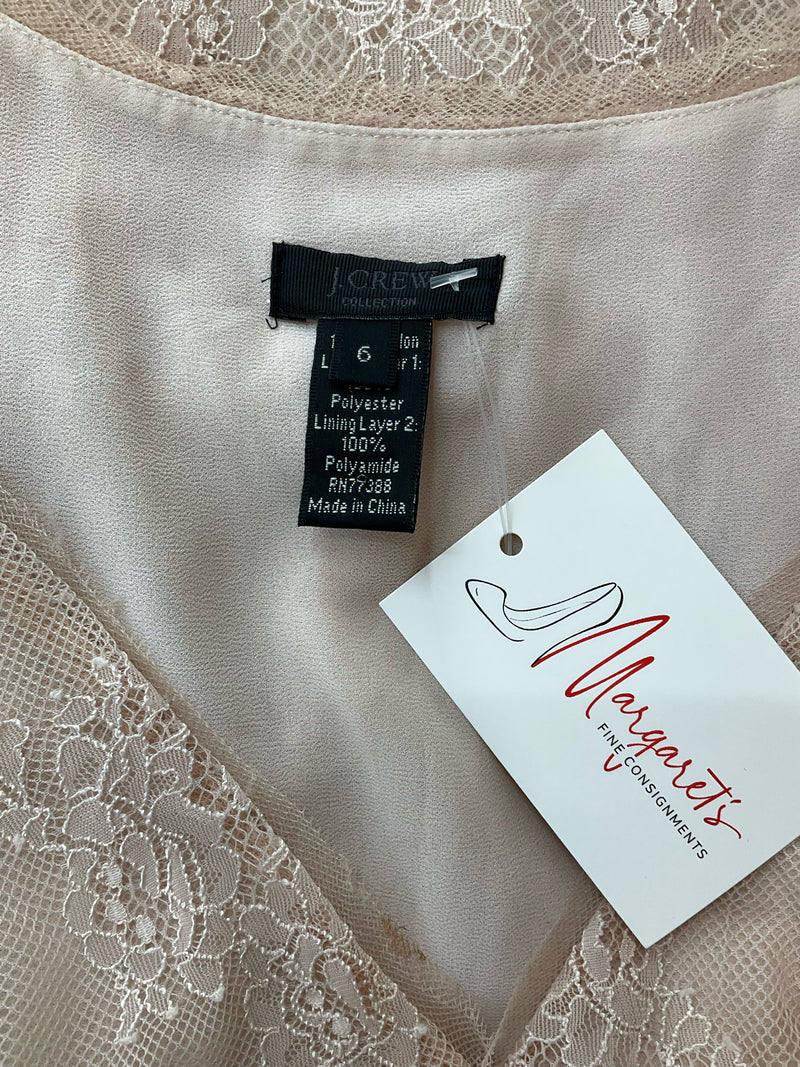 J.CREW
COLLECTION
6
Polyester
Lining Layer 2:
100%
Polyamide
RN77388
Made in China
Margaret's
FINE CONSIGNMENTS